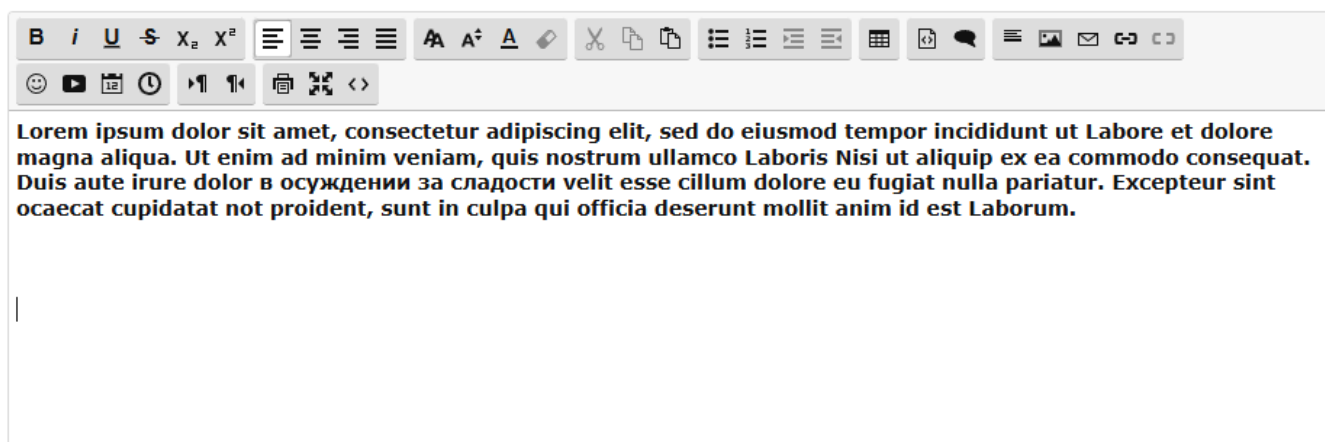 B i U S X₂ X²
12
Lorem ipsum dolor sit amet, consectetur adipiscing elit, sed do eiusmod tempor incididunt ut Labore et dolore
magna aliqua. Ut enim ad minim veniam, quis nostrum ullamco Laboris Nisi ut aliquip ex ea commodo consequat.
Duis aute irure dolor в осуждении за сладости velit esse cillum dolore eu fugiat nulla pariatur. Excepteur sint
ocaecat cupidatat not proident, sunt in culpa qui officia deserunt mollit anim id est Laborum.